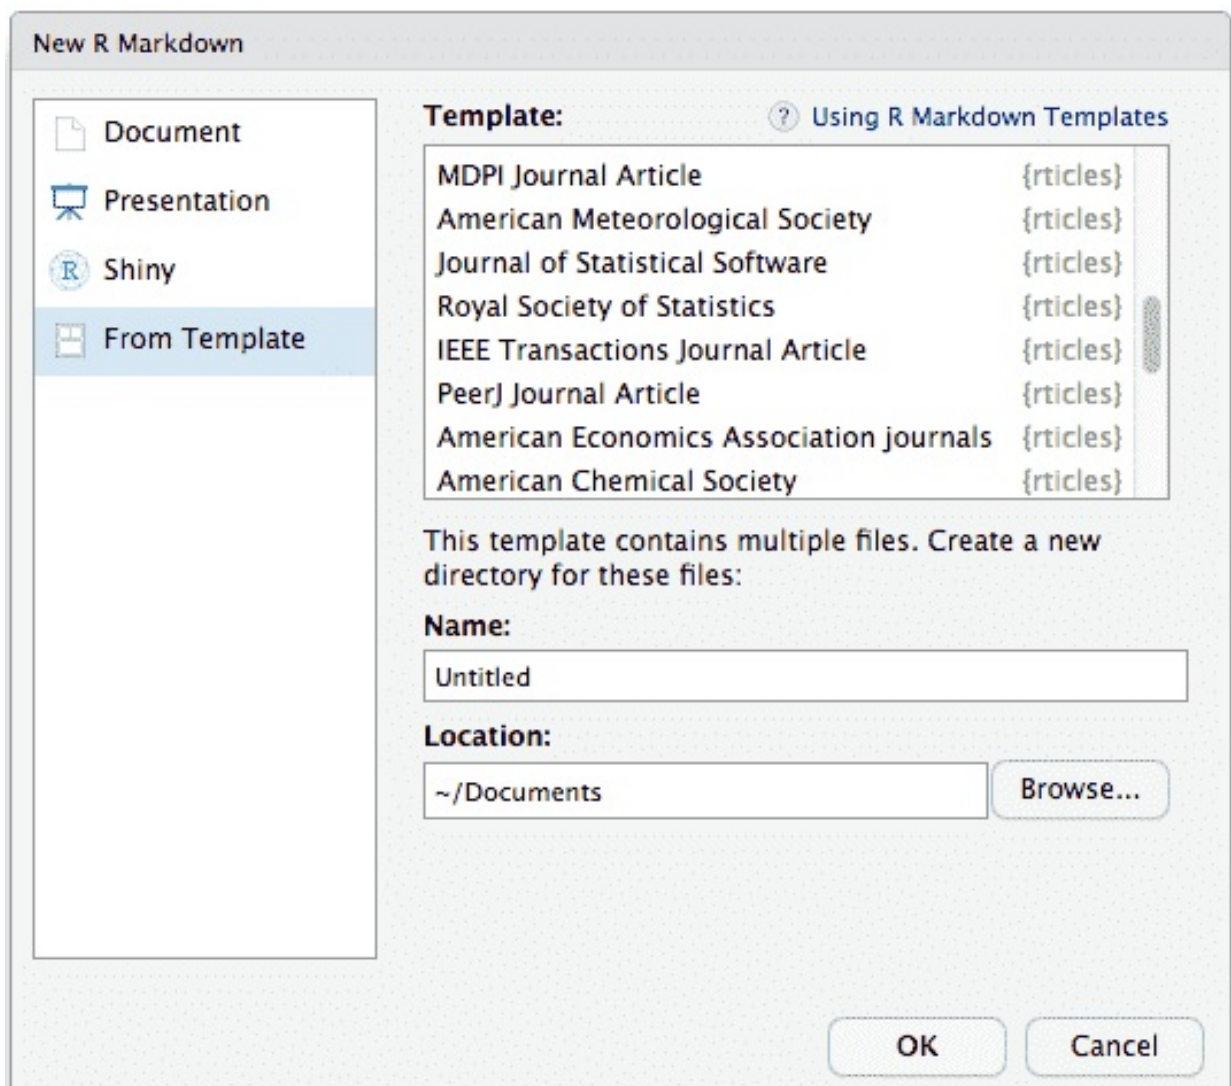 New R Markdown
Document
Presentation
R Shiny
From Template
Template: ? Using R Markdown Templates
MDPI Journal Article {rticles}
American Meteorological Society {rticles}
Journal of Statistical Software {rticles}
Royal Society of Statistics {rticles}
IEEE Transactions Journal Article {rticles}
PeerJ Journal Article {rticles}
American Economics Association journals {rticles}
American Chemical Society {rticles}
This template contains multiple files. Create a new
directory for these files:
Name:
Untitled
Location:
~/Documents Browse...
OK Cancel